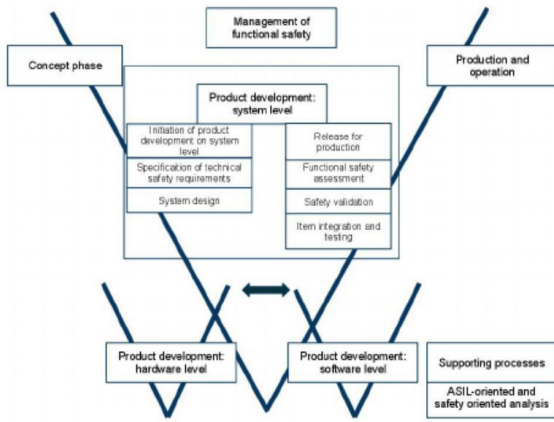 Management of
functional safety
Concept phase
Production and
operation
Product development:
system level
Initiation of product
development on system
level
Specification of technical
safety requirements
System design
Release for
production
Functional safety
assessment
Safety validation
Item integration and
testing
Product development:
hardware level
Product development:
software level
Supporting processes
ASIL-oriented and
safety oriented analysis